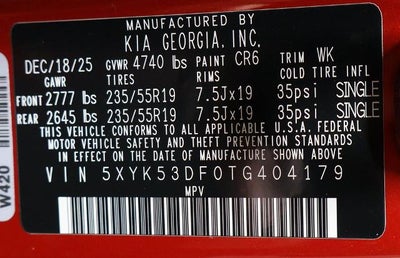 MANUFACTURED BY
KIA GEORGIA, INC.
DEC/18/25 GVWR 4740 lbs PAINT CR6 TRIM WK
GAWR TIRES RIMS COLD TIRE INFL
FRONT 2777 lbs 235/55R19 7.5Jx19 35psi SINGLE
REAR 2645 lbs 235/55R19 7.5Jx19 35psi SINGLE
THIS VEHICLE CONFORMS TO ALL APPLICABLE U.S.A. FEDERAL
MOTOR VEHICLE SAFETY AND THEFT PREVENTION STANDARDS
IN EFFECT ON THE DATE OF MANUFACTURE SHOWN ABOVE
VIN 5XYK53DF0TG404179
MPV
W420